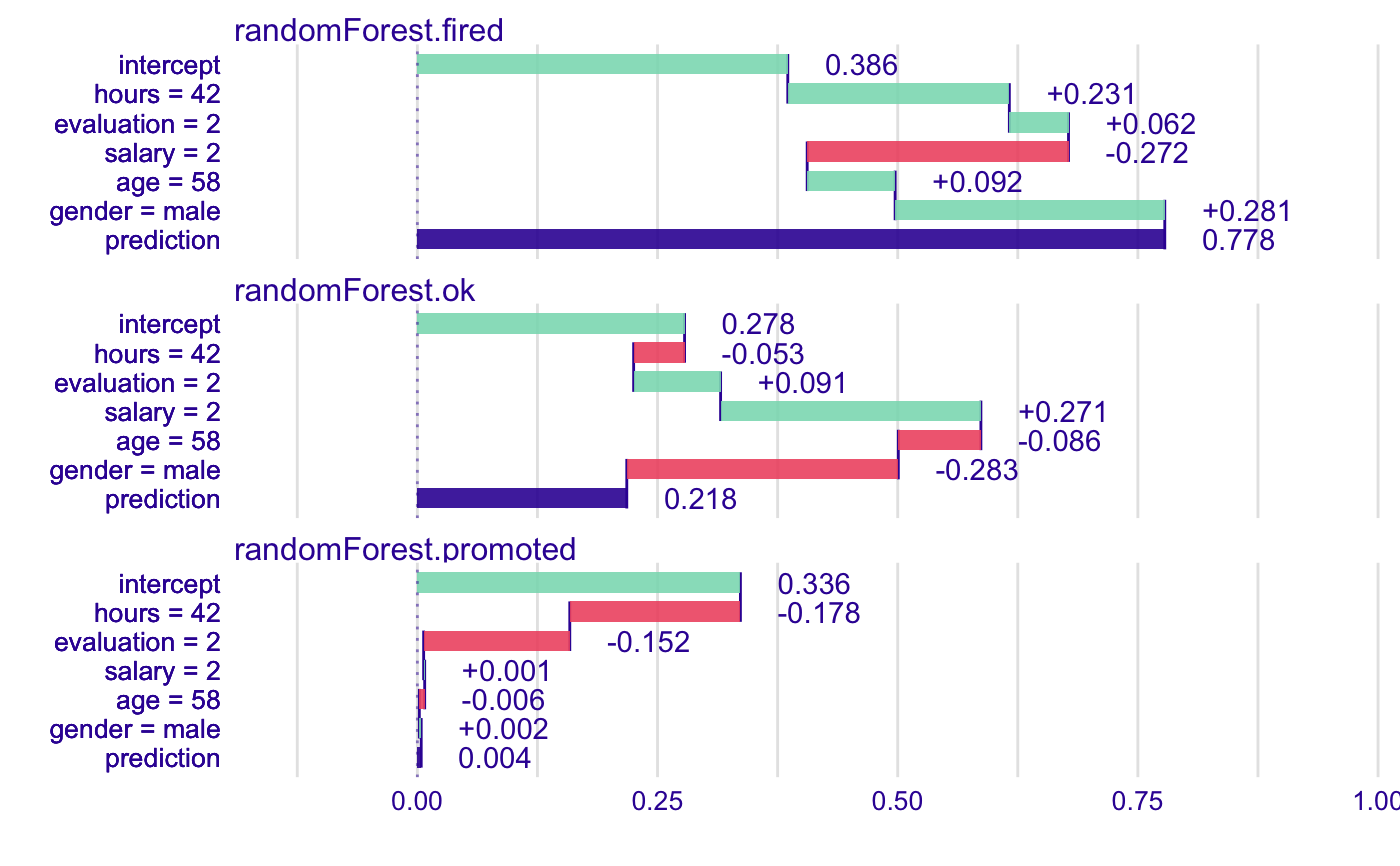 randomForest.fired
intercept 0.386
hours = 42 +0.231
evaluation = 2 +0.062
salary = 2 -0.272
age = 58 +0.092
gender = male +0.281
prediction 0.778
randomForest.ok
intercept 0.278
hours = 42 -0.053
evaluation = 2 +0.091
salary = 2 +0.271
age = 58 -0.086
gender = male -0.283
prediction 0.218
randomForest.promoted
intercept 0.336
hours = 42 -0.178
evaluation = 2 -0.152
salary = 2 +0.001
age = 58 -0.006
gender = male +0.002
prediction 0.004
0.00 0.25 0.50 0.75 1.00